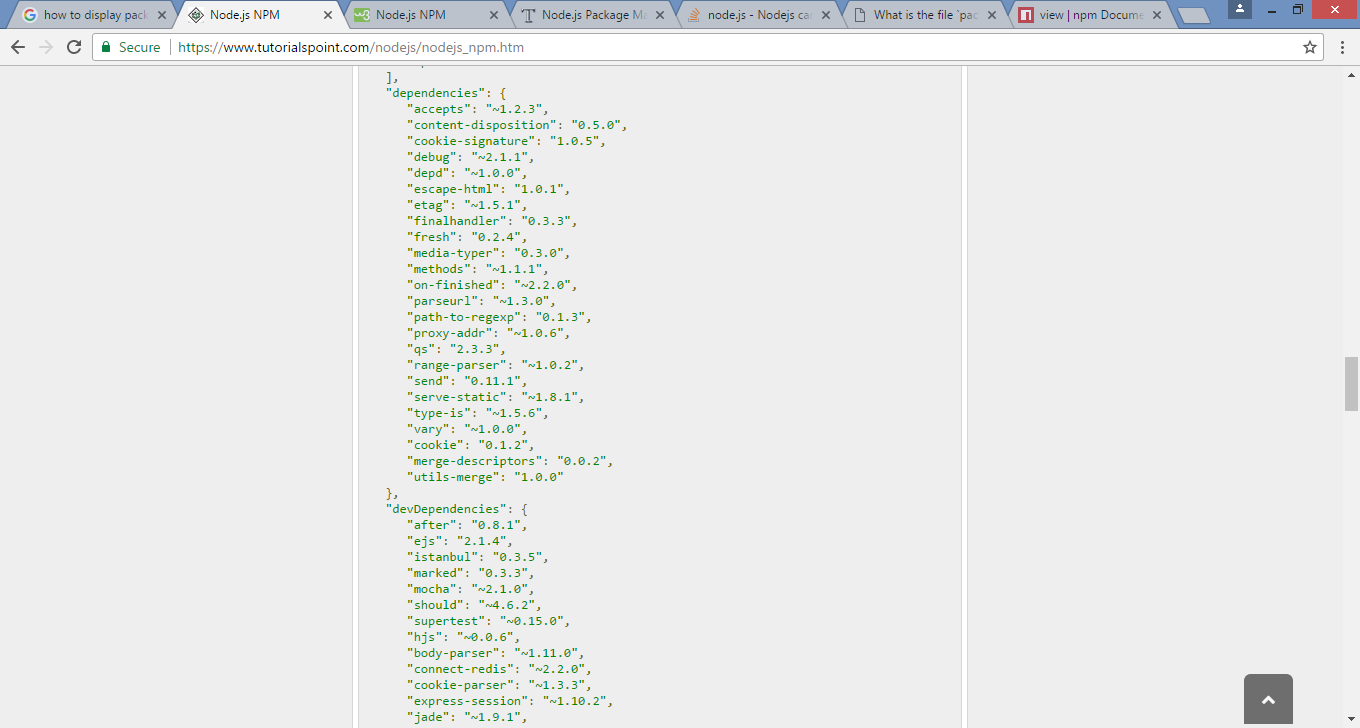 how to display pack
Node.js NPM
Node.js NPM
Node.js Package Ma
node.js - Nodejs ca
What is the file `pac
view | npm Docume
Secure
https://www.tutorialspoint.com/nodejs/nodejs_npm.htm
],
"dependencies": {
"accepts": "~1.2.3",
"content-disposition": "0.5.0",
"cookie-signature": "1.0.5",
"debug": "~2.1.1",
"depd": "~1.0.0",
"escape-html": "1.0.1",
"etag": "~1.5.1",
"finalhandler": "0.3.3",
"fresh": "0.2.4",
"media-typer": "0.3.0",
"methods": "~1.1.1",
"on-finished": "~2.2.0",
"parseurl": "~1.3.0",
"path-to-regexp": "0.1.3",
"proxy-addr": "~1.0.6",
"qs": "2.3.3",
"range-parser": "~1.0.2",
"send": "0.11.1",
"serve-static": "~1.8.1",
"type-is": "~1.5.6",
"vary": "~1.0.0",
"cookie": "0.1.2",
"merge-descriptors": "0.0.2",
"utils-merge": "1.0.0"
},
"devDependencies": {
"after": "0.8.1",
"ejs": "2.1.4",
"istanbul": "0.3.5",
"marked": "0.3.3",
"mocha": "~2.1.0",
"should": "~4.6.2",
"supertest": "~0.15.0",
"hjs": "~0.0.6",
"body-parser": "~1.11.0",
"connect-redis": "~2.2.0",
"cookie-parser": "~1.3.3",
"express-session": "~1.10.2",
"jade": "~1.9.1",